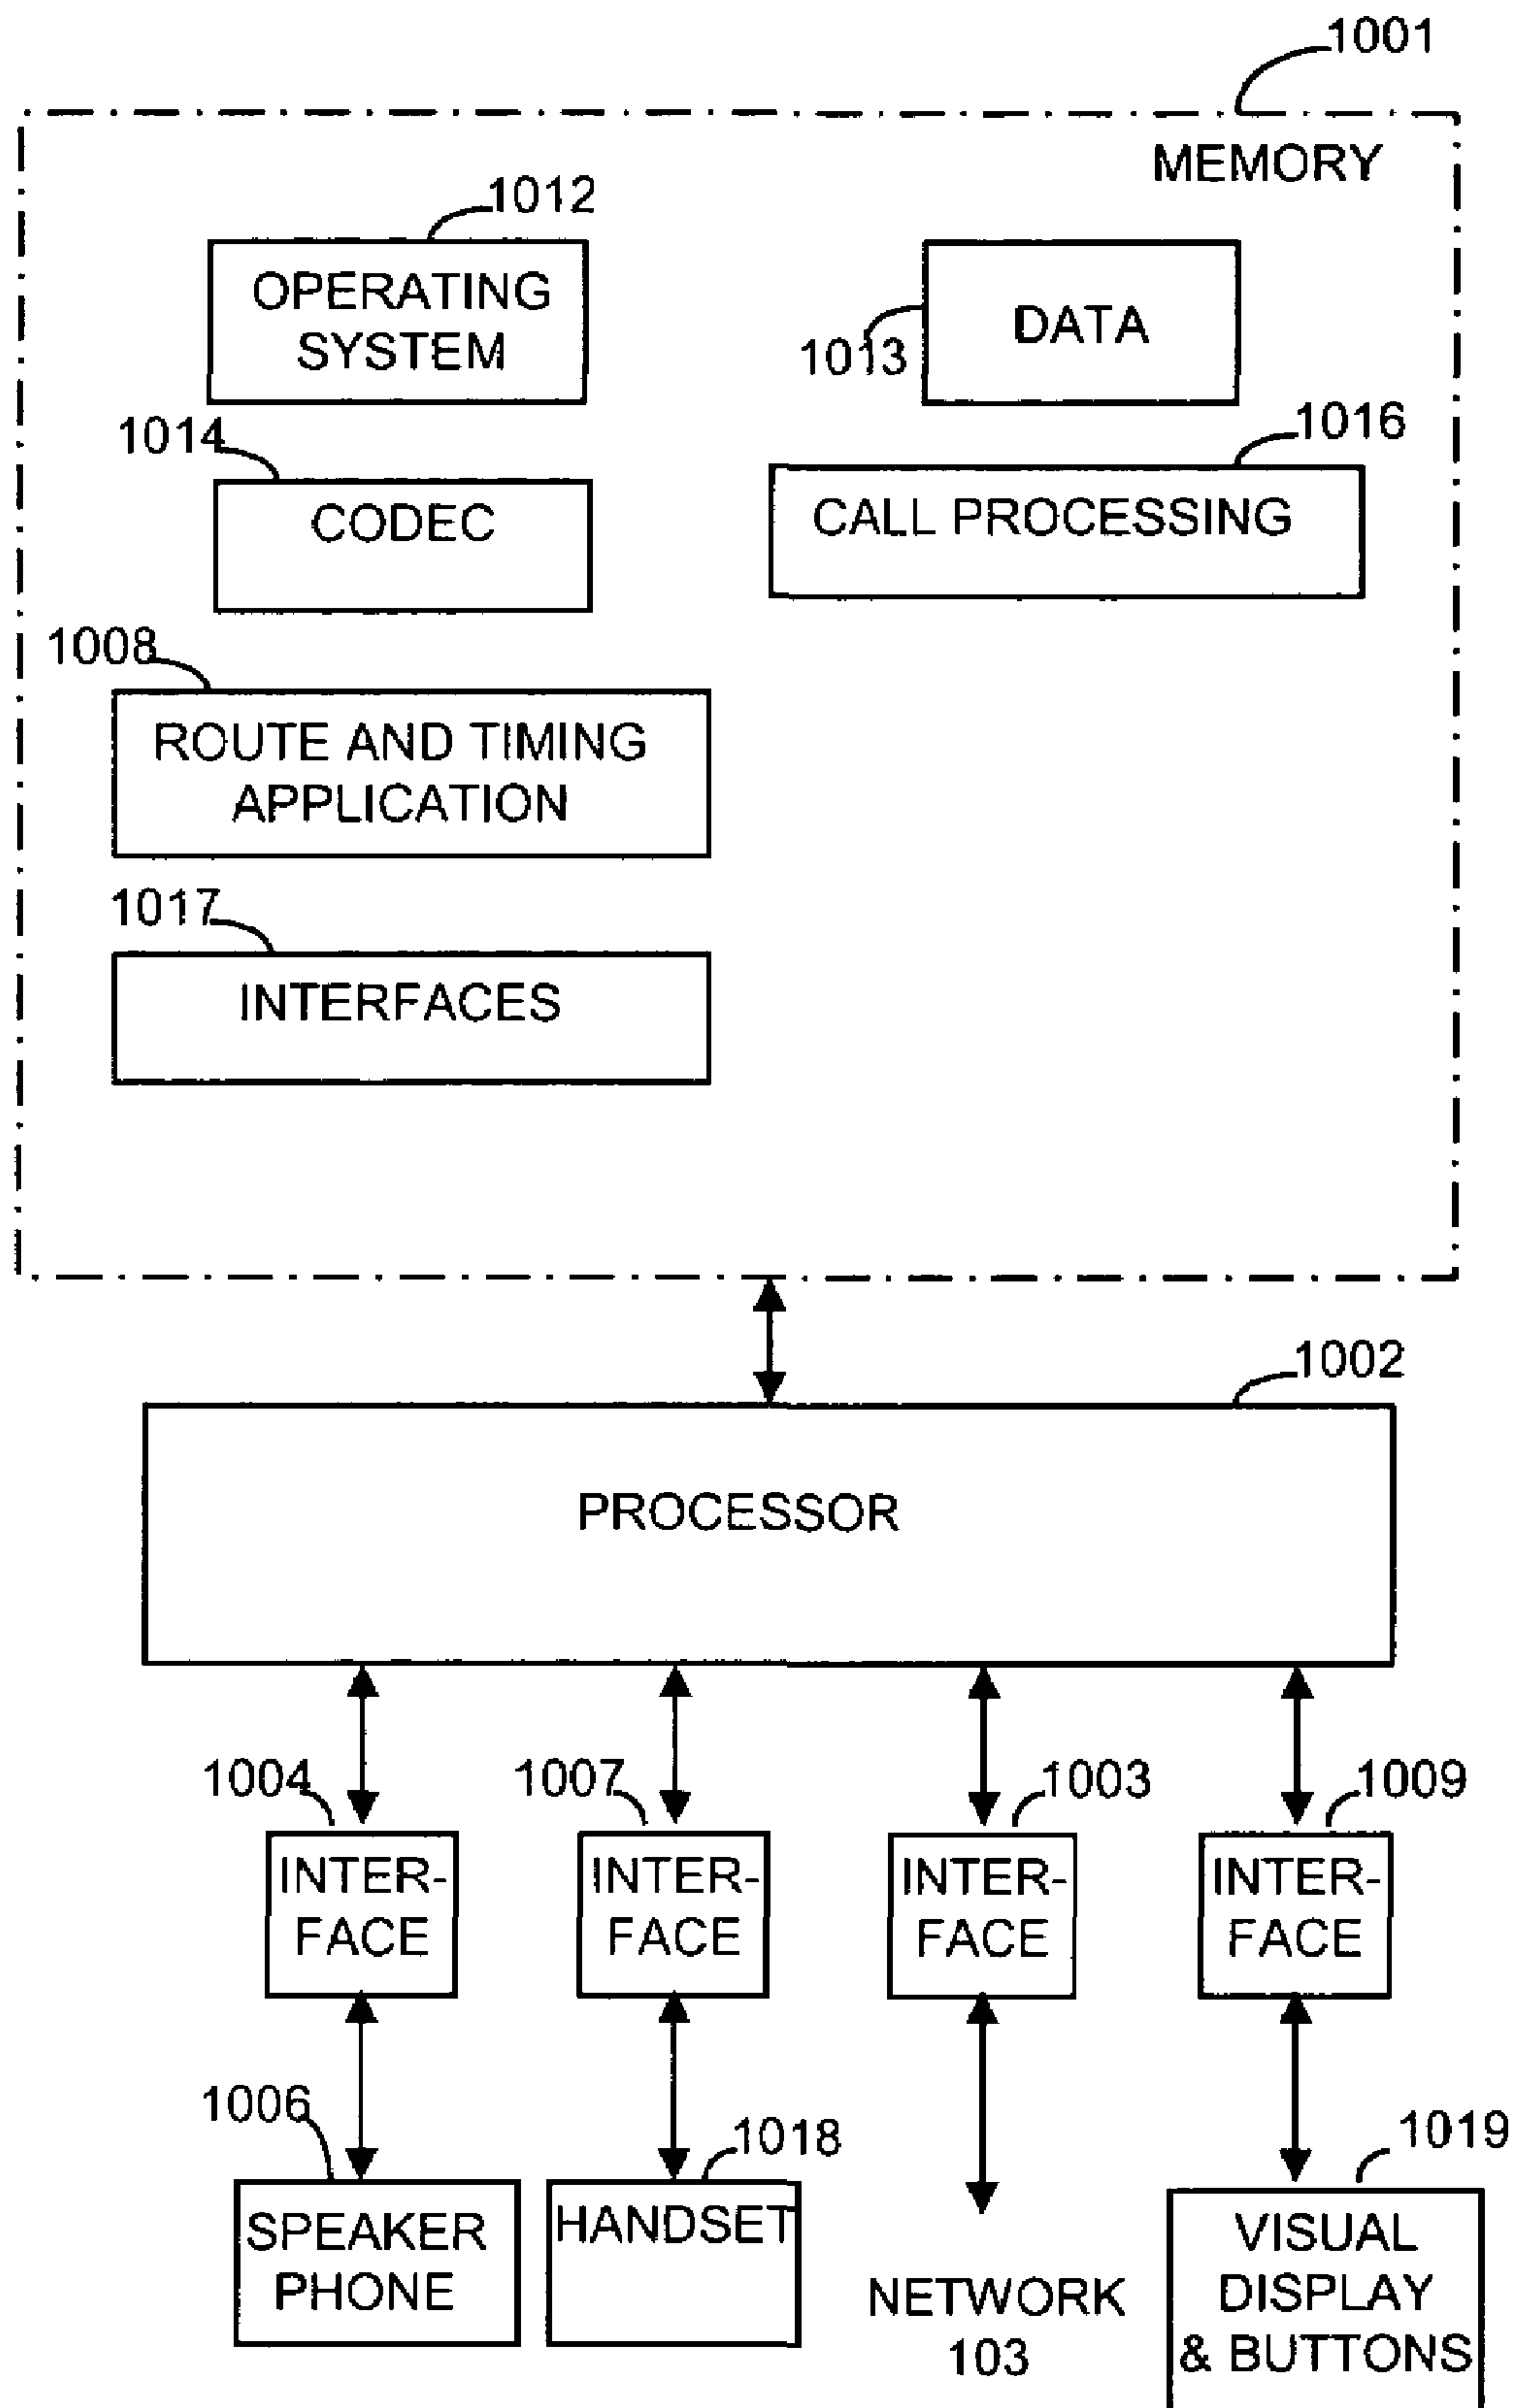 1001
MEMORY
1012
OPERATING
SYSTEM
1013
DATA
1014
CODEC
1016
CALL PROCESSING
1008
ROUTE AND TIMING
APPLICATION
1017
INTERFACES
1002
PROCESSOR
1004
INTER-
FACE
1007
INTER-
FACE
1003
INTER-
FACE
1009
INTER-
FACE
1006
SPEAKER
PHONE
1018
HANDSET
NETWORK
103
1019
VISUAL
DISPLAY
& BUTTONS